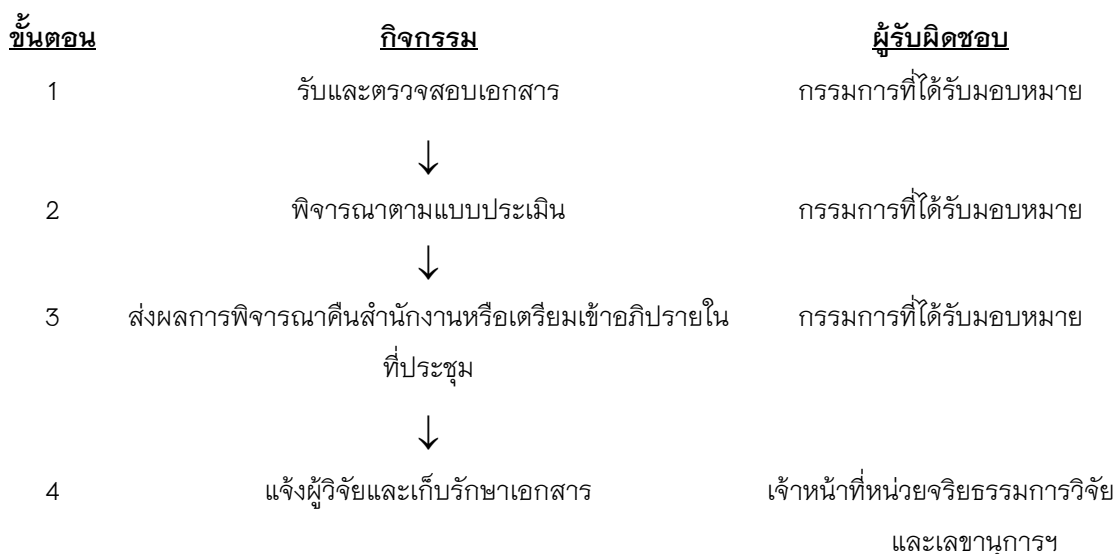 ขั้นตอน กิจกรรม ผู้รับผิดชอบ
1 รับและตรวจสอบเอกสาร กรรมการที่ได้รับมอบหมาย
↓
2 พิจารณาตามแบบประเมิน กรรมการที่ได้รับมอบหมาย
↓
3 ส่งผลการพิจารณาคืนสำนักงานหรือเตรียมเข้าอภิปรายใน กรรมการที่ได้รับมอบหมาย
ที่ประชุม
↓
4 แจ้งผู้วิจัยและเก็บรักษาเอกสาร เจ้าหน้าที่หน่วยจริยธรรมการวิจัย
และเลขานุการฯ